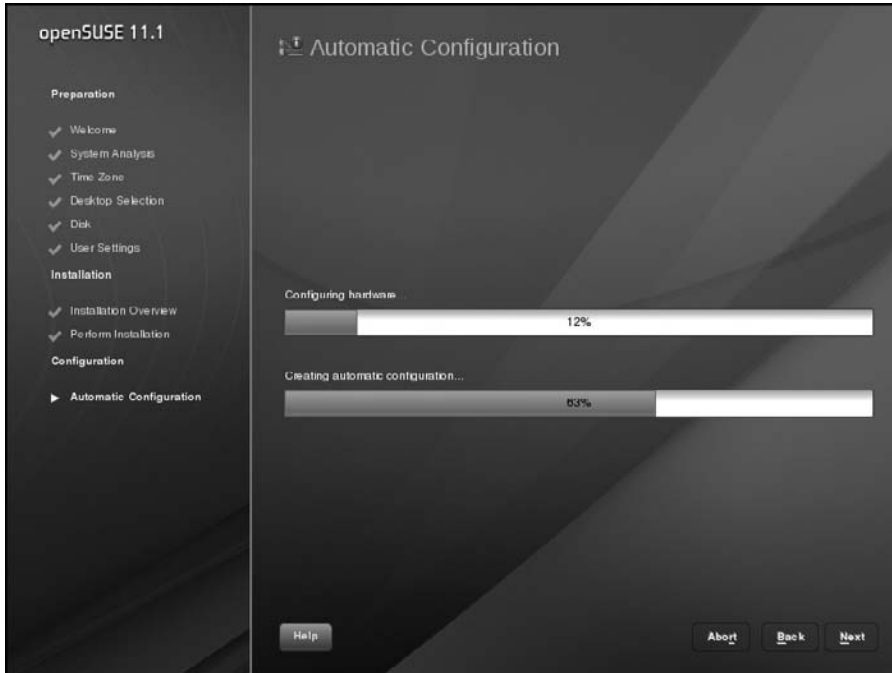 openSUSE 11.1
Preparation
Welcome
System Analysis
Time Zone
Desktop Selection
Disk
User Settings
Installation
Installation Overview
Perform Installation
Configuration
Automatic Configuration
Automatic Configuration
Configuring hardware...
12%
Creating automatic configuration...
63%
Help
Abort
Back
Next